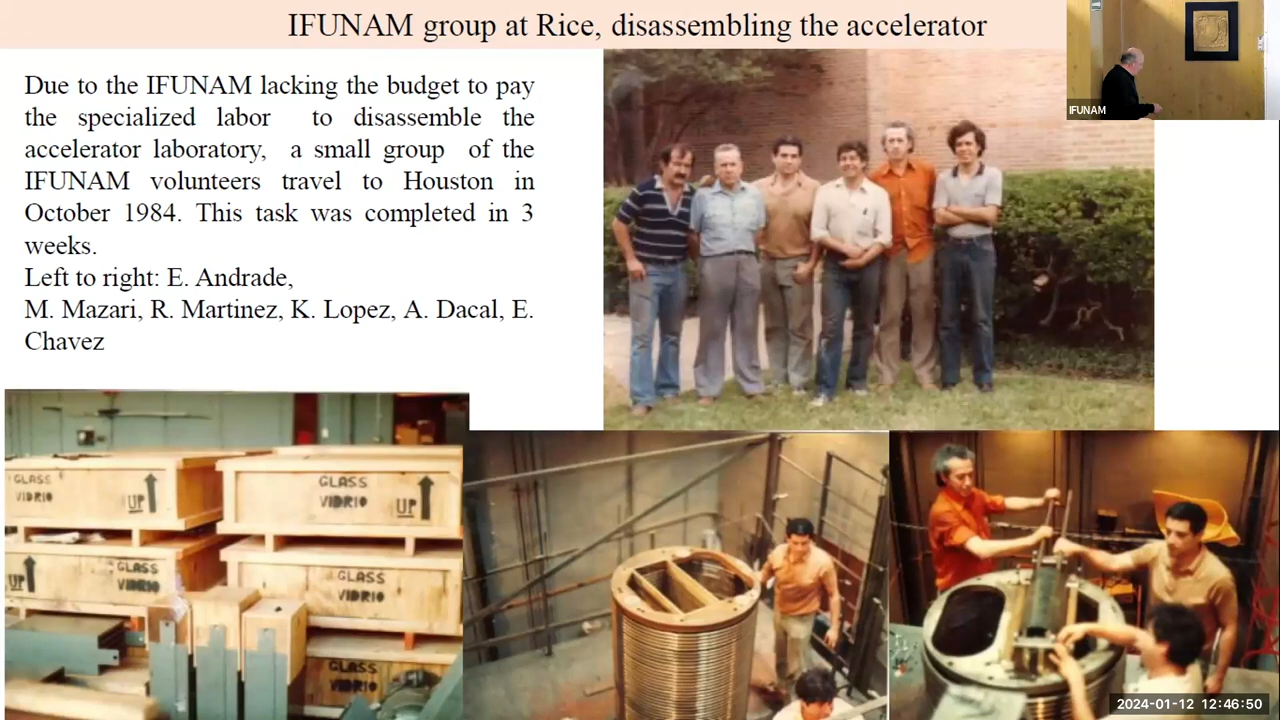 IFUNAM group at Rice, disassembling the accelerator
IFUNAM
Due to the IFUNAM lacking the budget to pay
the specialized labor to disassemble the
accelerator laboratory, a small group of the
IFUNAM volunteers travel to Houston in
October 1984. This task was completed in 3
weeks.
Left to right: E. Andrade,
M. Mazari, R. Martinez, K. Lopez, A. Dacal, E.
Chavez
GLASS
VIDRIO
UP
GLASS
VIDRIO
UP
UP
GLASS
VIDRIO
GLASS
VIDRIO
GLASS
VIDRIO
2024-01-12 12:46:50